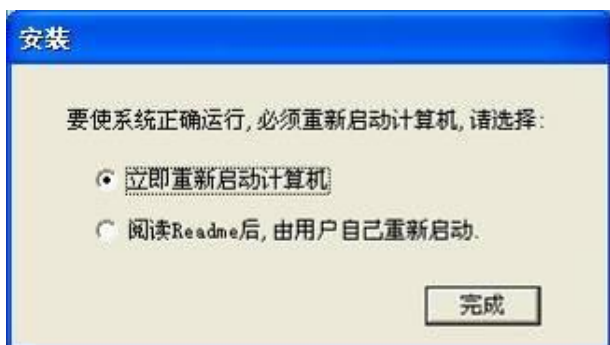 安装
要使系统正确运行,必须重新启动计算机,请选择:
立即重新启动计算机
阅读Readme后,由用户自己重新启动.
完成